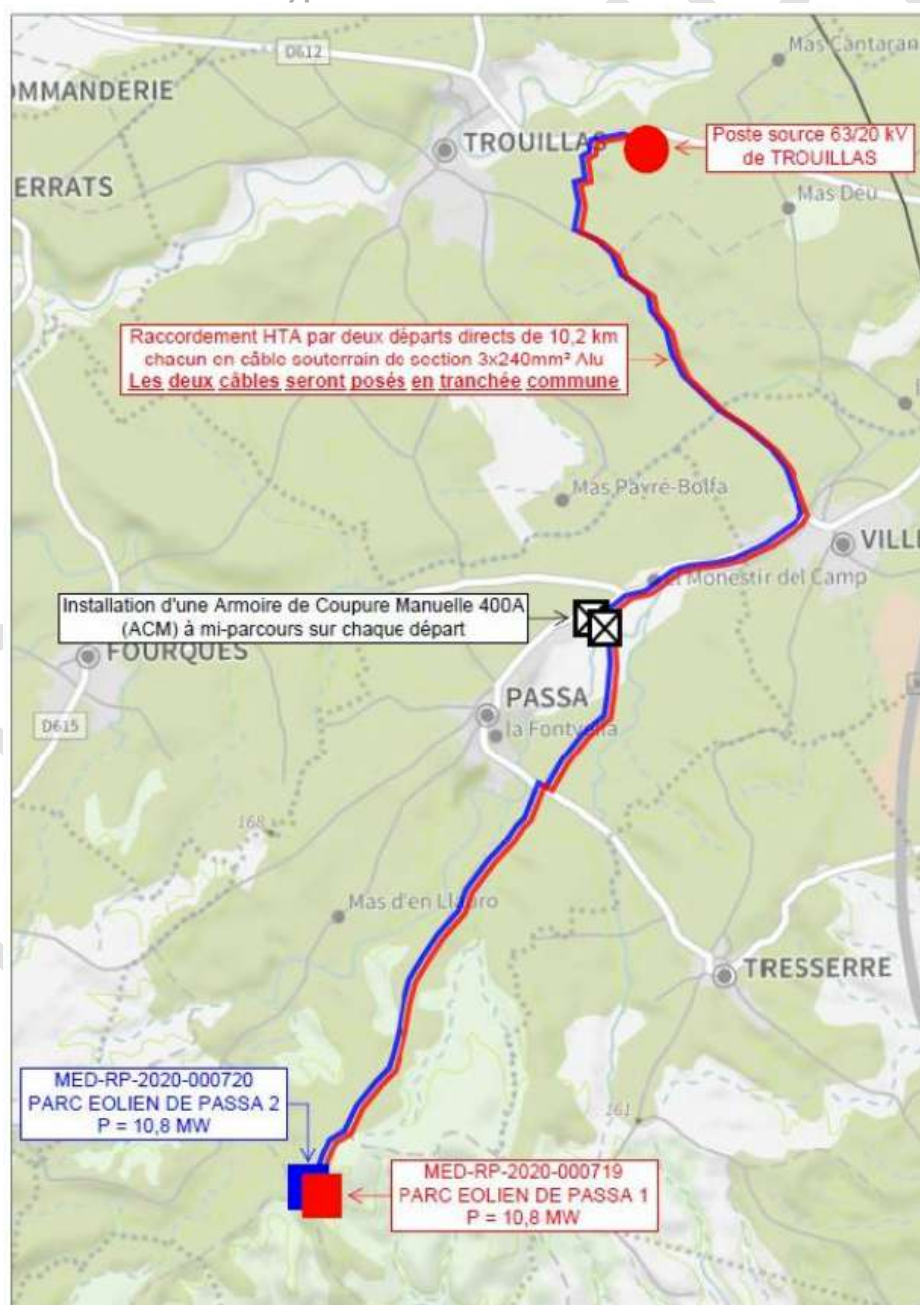 D612
Mas Cantaran
OMMANDERIE
TROUILLAS
Poste source 63/20 kV
de TROUILLAS
ERRATS
Mas Déu
Raccordement HTA par deux départs directs de 10,2 km
chacun en câble souterrain de section 3x240mm² Alu
Les deux câbles seront posés en tranchée commune
Mas Payré-Bolfa
VILL
el Monestir del Camp
Installation d'une Armoire de Coupure Manuelle 400A
(ACM) à mi-parcours sur chaque départ
FOURQUES
PASSA
la Fontvella
D615
168
Mas d'en Llauro
TRESSERRE
MED-RP-2020-000720
PARC EOLIEN DE PASSA 2
P = 10,8 MW
161
MED-RP-2020-000719
PARC EOLIEN DE PASSA 1
P = 10,8 MW